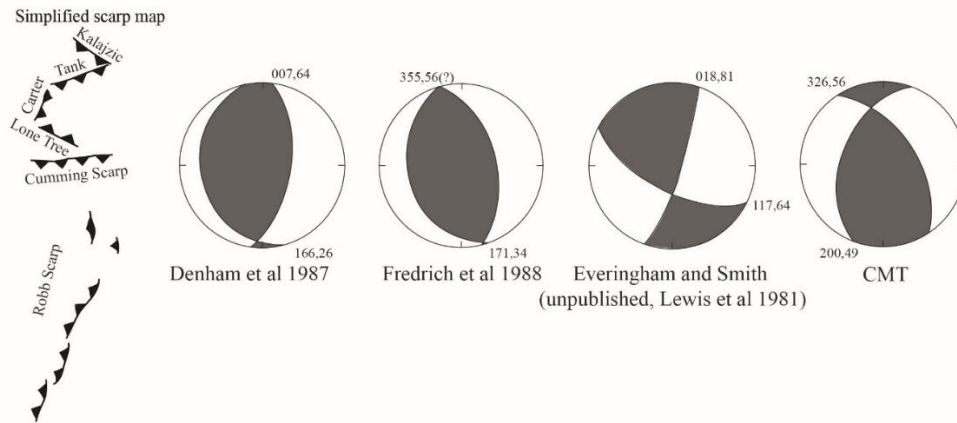 Simplified scarp map
Kalajzic
Tank
Carter
Lone Tree
Cumming Scarp
Robb Scarp
007,64
166,26
Denham et al 1987
355,56(?)
171,34
Fredrich et al 1988
018,81
117,64
Everingham and Smith
(unpublished, Lewis et al 1981)
326,56
200,49
CMT